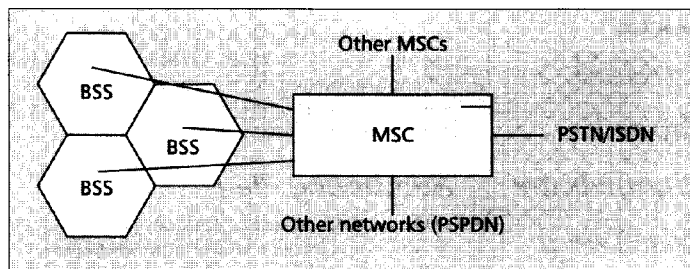 Other MSCs
BSS
MSC
PSTN/ISDN
BSS
BSS
Other networks (PSPDN)